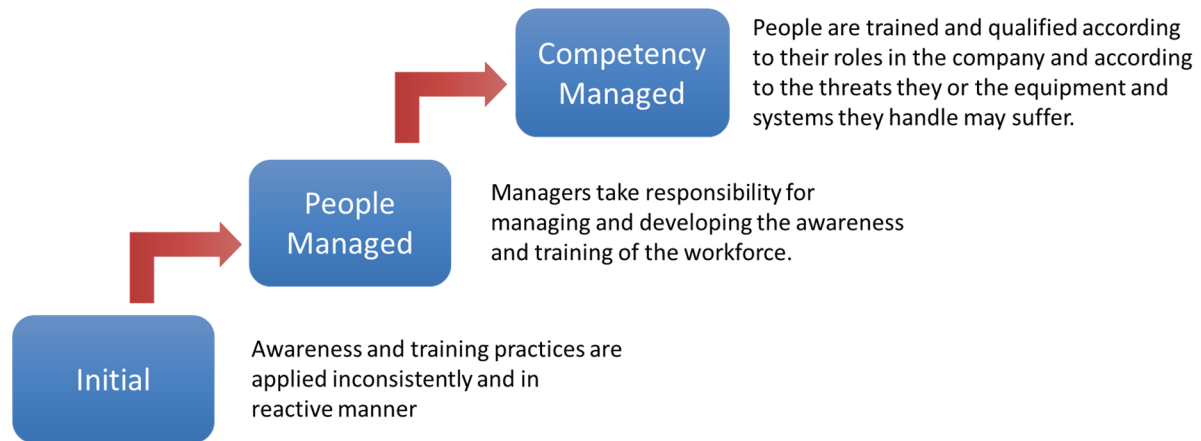 Competency
Managed
People are trained and qualified according
to their roles in the company and according
to the threats they or the equipment and
systems they handle may suffer.
People
Managed
Managers take responsibility for
managing and developing the awareness
and training of the workforce.
Initial
Awareness and training practices are
applied inconsistently and in
reactive manner